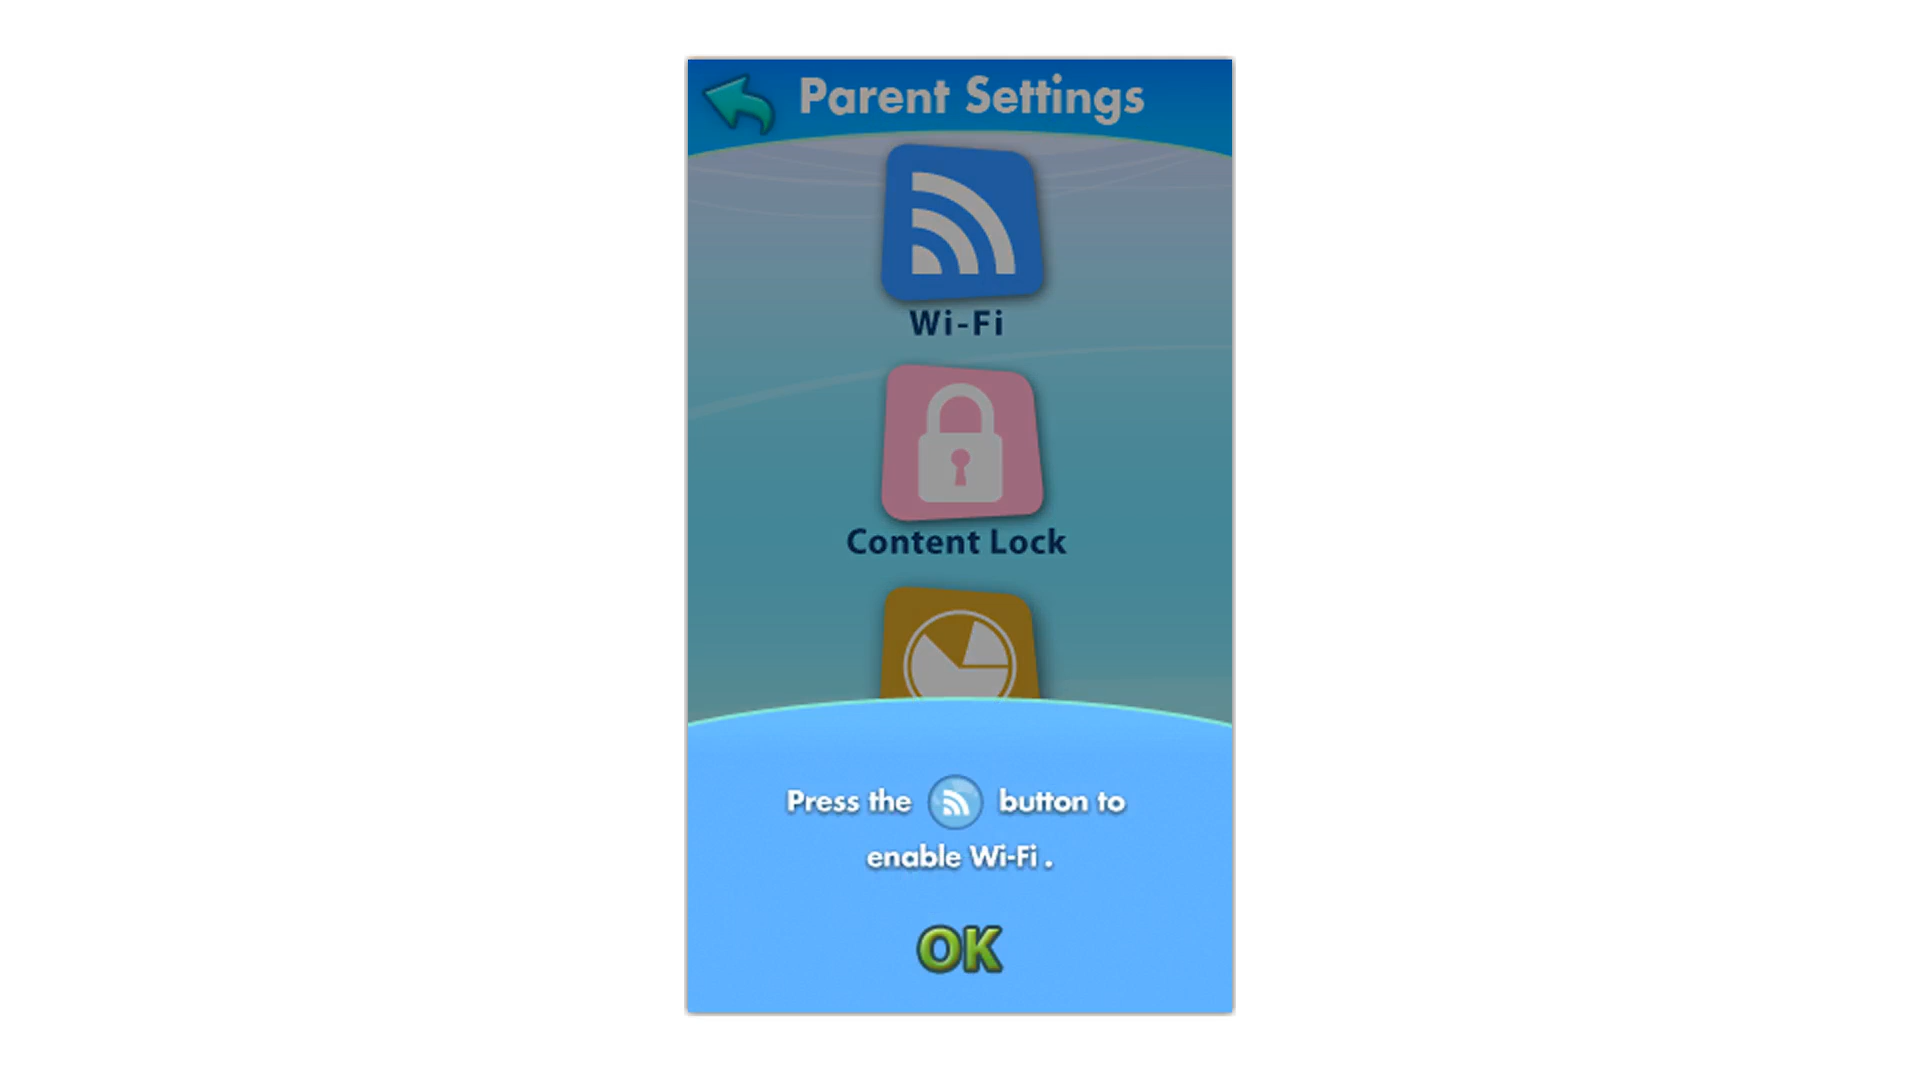 Parent Settings
Wi-Fi
Content Lock
Press the button to
enable Wi-Fi .
OK